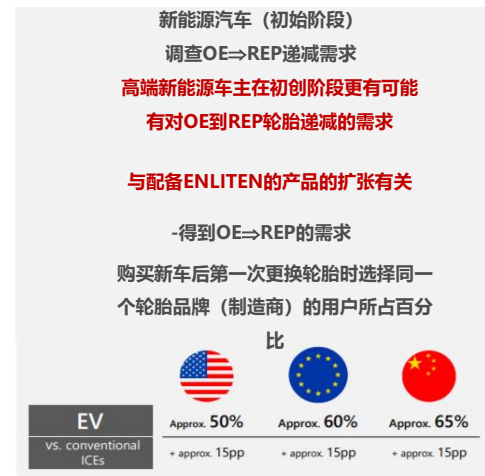 新能源汽车（初始阶段）
调查OE⇒REP递减需求
高端新能源车主在初创阶段更有可能
有对OE到REP轮胎递减的需求
与配备ENLITEN的产品的扩张有关
-得到OE⇒REP的需求
购买新车后第一次更换轮胎时选择同一
个轮胎品牌（制造商）的用户所占百分
比
EV Approx. 50% Approx. 60% Approx. 65%
vs. conventional
ICEs + approx. 15pp + approx. 15pp + approx. 15pp